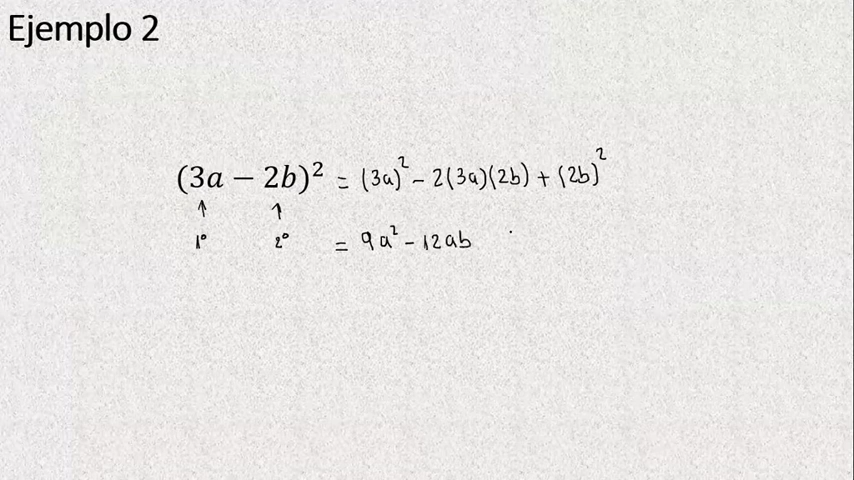 Ejemplo 2
(3a − 2b)² = (3a)² - 2(3a)(2b) + (2b)²
↑ ↑
1° 2° = 9a² - 12ab